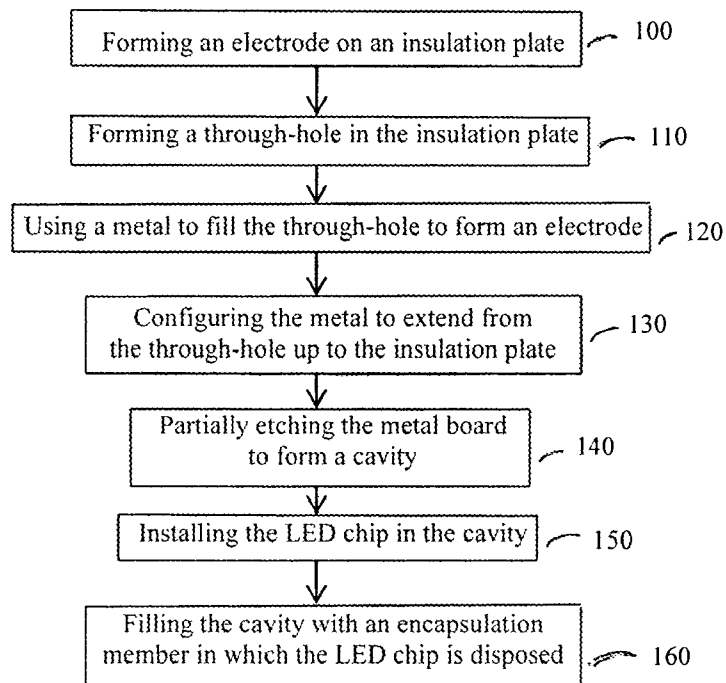 Forming an electrode on an insulation plate
100
Forming a through-hole in the insulation plate
110
Using a metal to fill the through-hole to form an electrode
120
Configuring the metal to extend from
the through-hole up to the insulation plate
130
Partially etching the metal board
to form a cavity
140
Installing the LED chip in the cavity
150
Filling the cavity with an encapsulation
member in which the LED chip is disposed
160